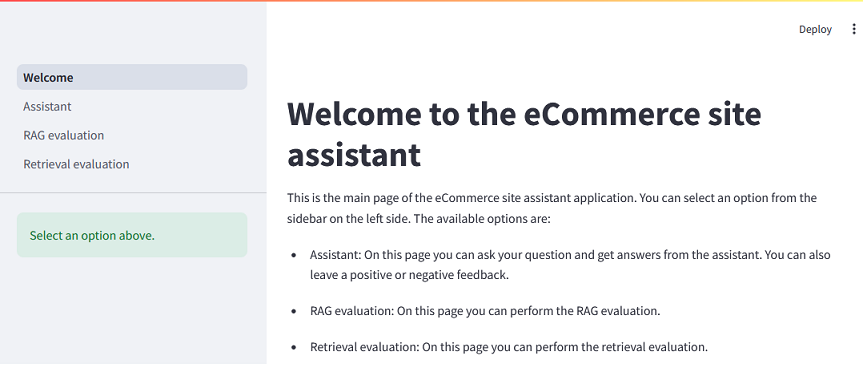 Deploy
Welcome
Assistant
RAG evaluation
Retrieval evaluation
Select an option above.
Welcome to the eCommerce site
assistant
This is the main page of the eCommerce site assistant application. You can select an option from the
sidebar on the left side. The available options are:
• Assistant: On this page you can ask your question and get answers from the assistant. You can also
leave a positive or negative feedback.
• RAG evaluation: On this page you can perform the RAG evaluation.
• Retrieval evaluation: On this page you can perform the retrieval evaluation.